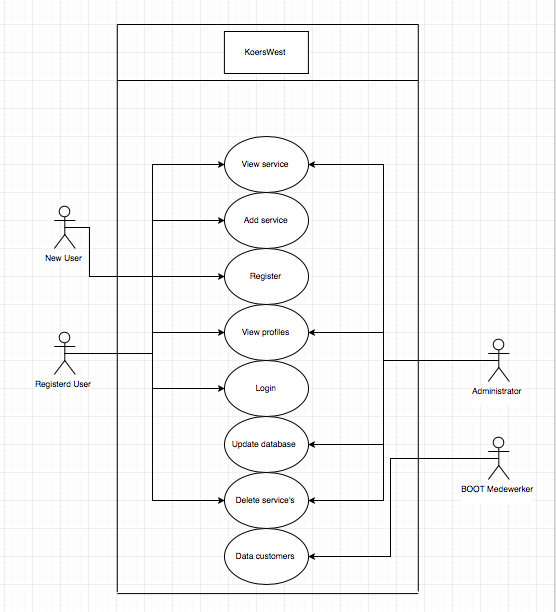 KoersWest
View service
Add service
New User
Register
View profiles
Registerd User
Login
Administrator
Update database
BOOT Medewerker
Delete service's
Data customers